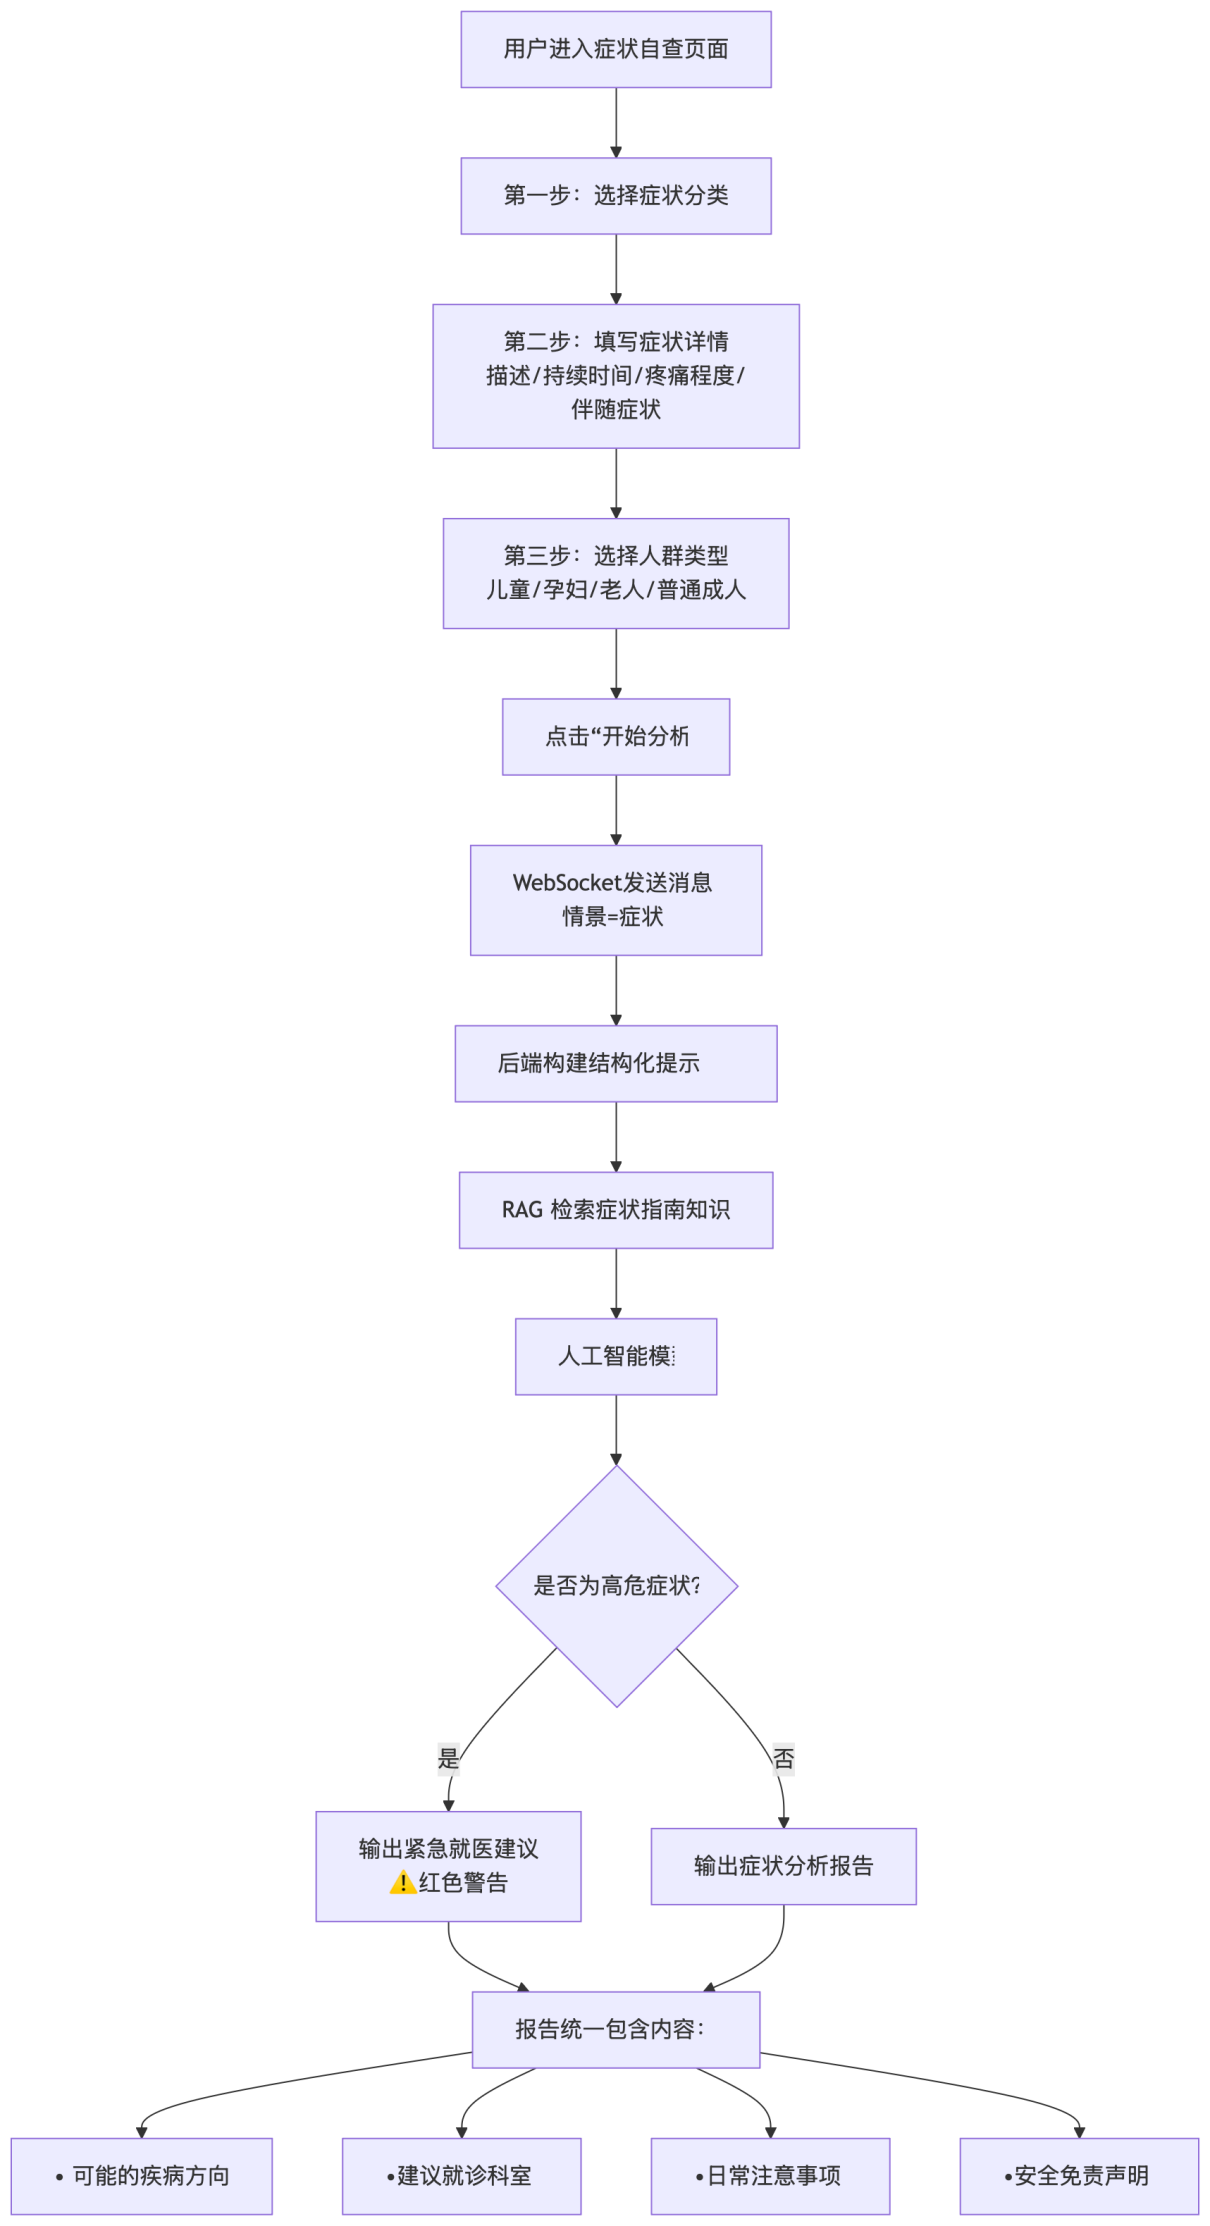 用户进入症状自查页面
第一步：选择症状分类
第二步：填写症状详情
描述/持续时间/疼痛程度/
伴随症状
第三步：选择人群类型
儿童/孕妇/老人/普通成人
点击“开始分析
WebSocket发送消息
情景=症状
后端构建结构化提示
RAG 检索症状指南知识
人工智能模
是否为高危症状?
是
否
输出紧急就医建议
⚠️红色警告
输出症状分析报告
报告统一包含内容：
• 可能的疾病方向
•建议就诊科室
•日常注意事项
•安全免责声明